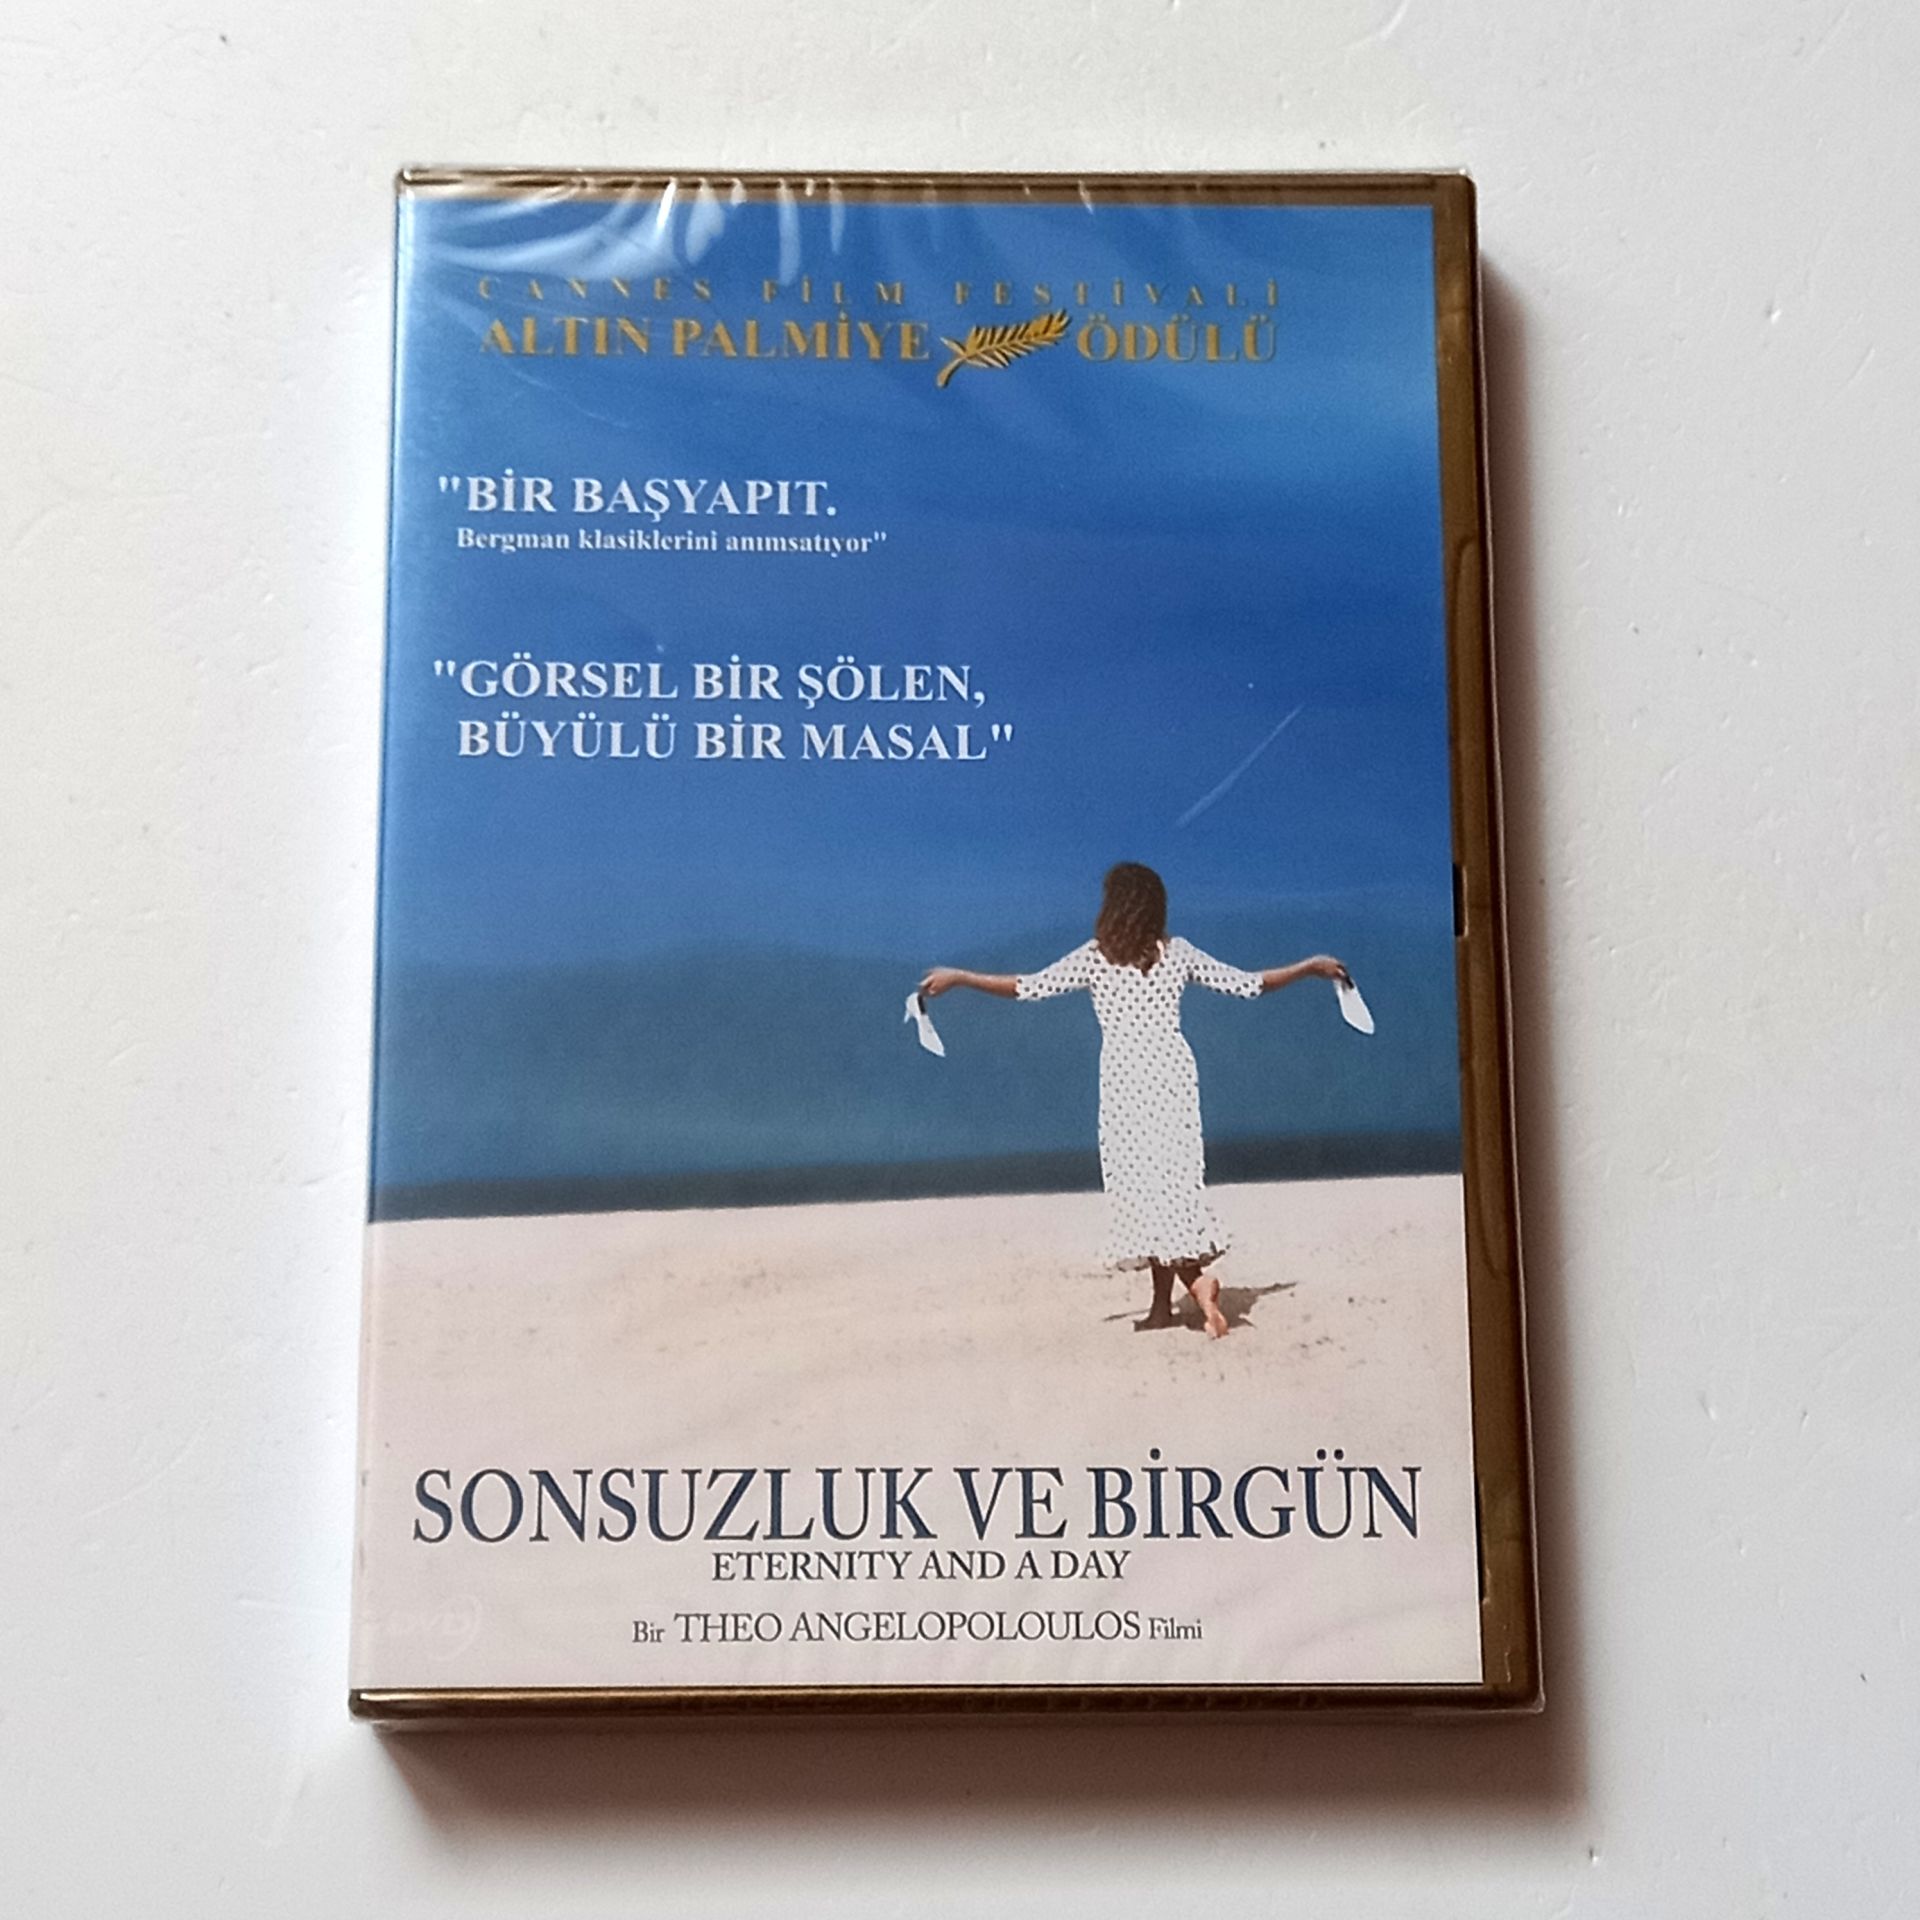 CANNES FİLM FESTİVALİ
ALTIN PALMİYE ÖDÜLÜ
"BİR BAŞYAPIT.
Bergman klasiklerini anımsatıyor"
"GÖRSEL BİR ŞÖLEN,
BÜYÜLÜ BİR MASAL"
SONSUZLUK VE BİRGÜN
ETERNITY AND A DAY
Bir THEO ANGELOPOLOULOS Filmi